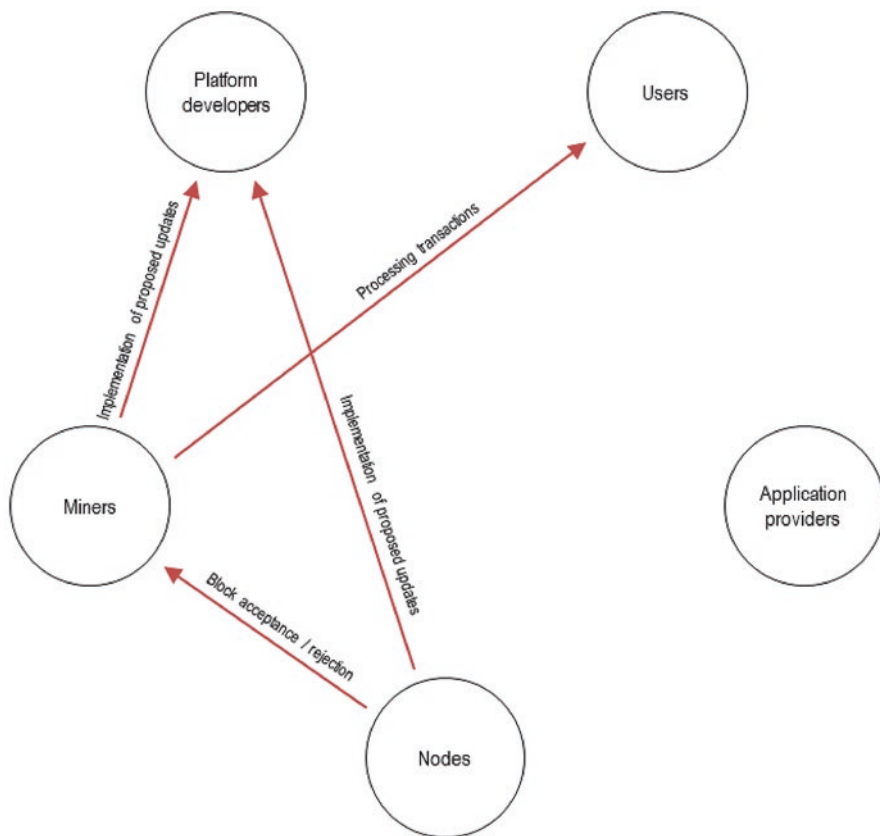 Platform
developers
Users
Implementation of proposed updates
Processing transactions
Implementation of proposed updates
Miners
Application
providers
Block acceptance / rejection
Nodes